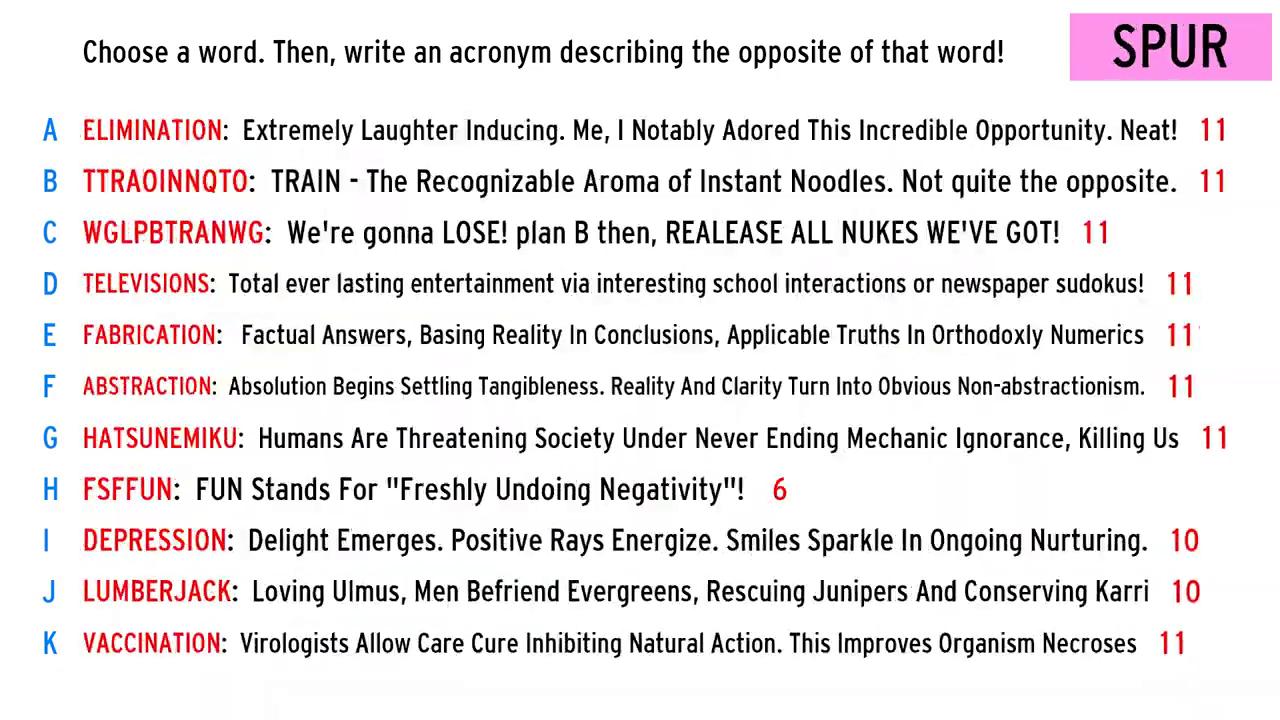 Choose a word. Then, write an acronym describing the opposite of that word!
SPUR
A ELIMINATION: Extremely Laughter Inducing. Me, I Notably Adored This Incredible Opportunity. Neat! 11
B TTRAOINNQTO: TRAIN - The Recognizable Aroma of Instant Noodles. Not quite the opposite. 11
C WGLPBTRANWG: We're gonna LOSE! plan B then, REALEASE ALL NUKES WE'VE GOT! 11
D TELEVISIONS: Total ever lasting entertainment via interesting school interactions or newspaper sudokus! 11
E FABRICATION: Factual Answers, Basing Reality In Conclusions, Applicable Truths In Orthodoxly Numerics 11
F ABSTRACTION: Absolution Begins Settling Tangibleness. Reality And Clarity Turn Into Obvious Non-abstractionism. 11
G HATSUNEMIKU: Humans Are Threatening Society Under Never Ending Mechanic Ignorance, Killing Us 11
H FSFFUN: FUN Stands For "Freshly Undoing Negativity"! 6
I DEPRESSION: Delight Emerges. Positive Rays Energize. Smiles Sparkle In Ongoing Nurturing. 10
J LUMBERJACK: Loving Ulmus, Men Befriend Evergreens, Rescuing Junipers And Conserving Karri 10
K VACCINATION: Virologists Allow Care Cure Inhibiting Natural Action. This Improves Organism Necroses 11